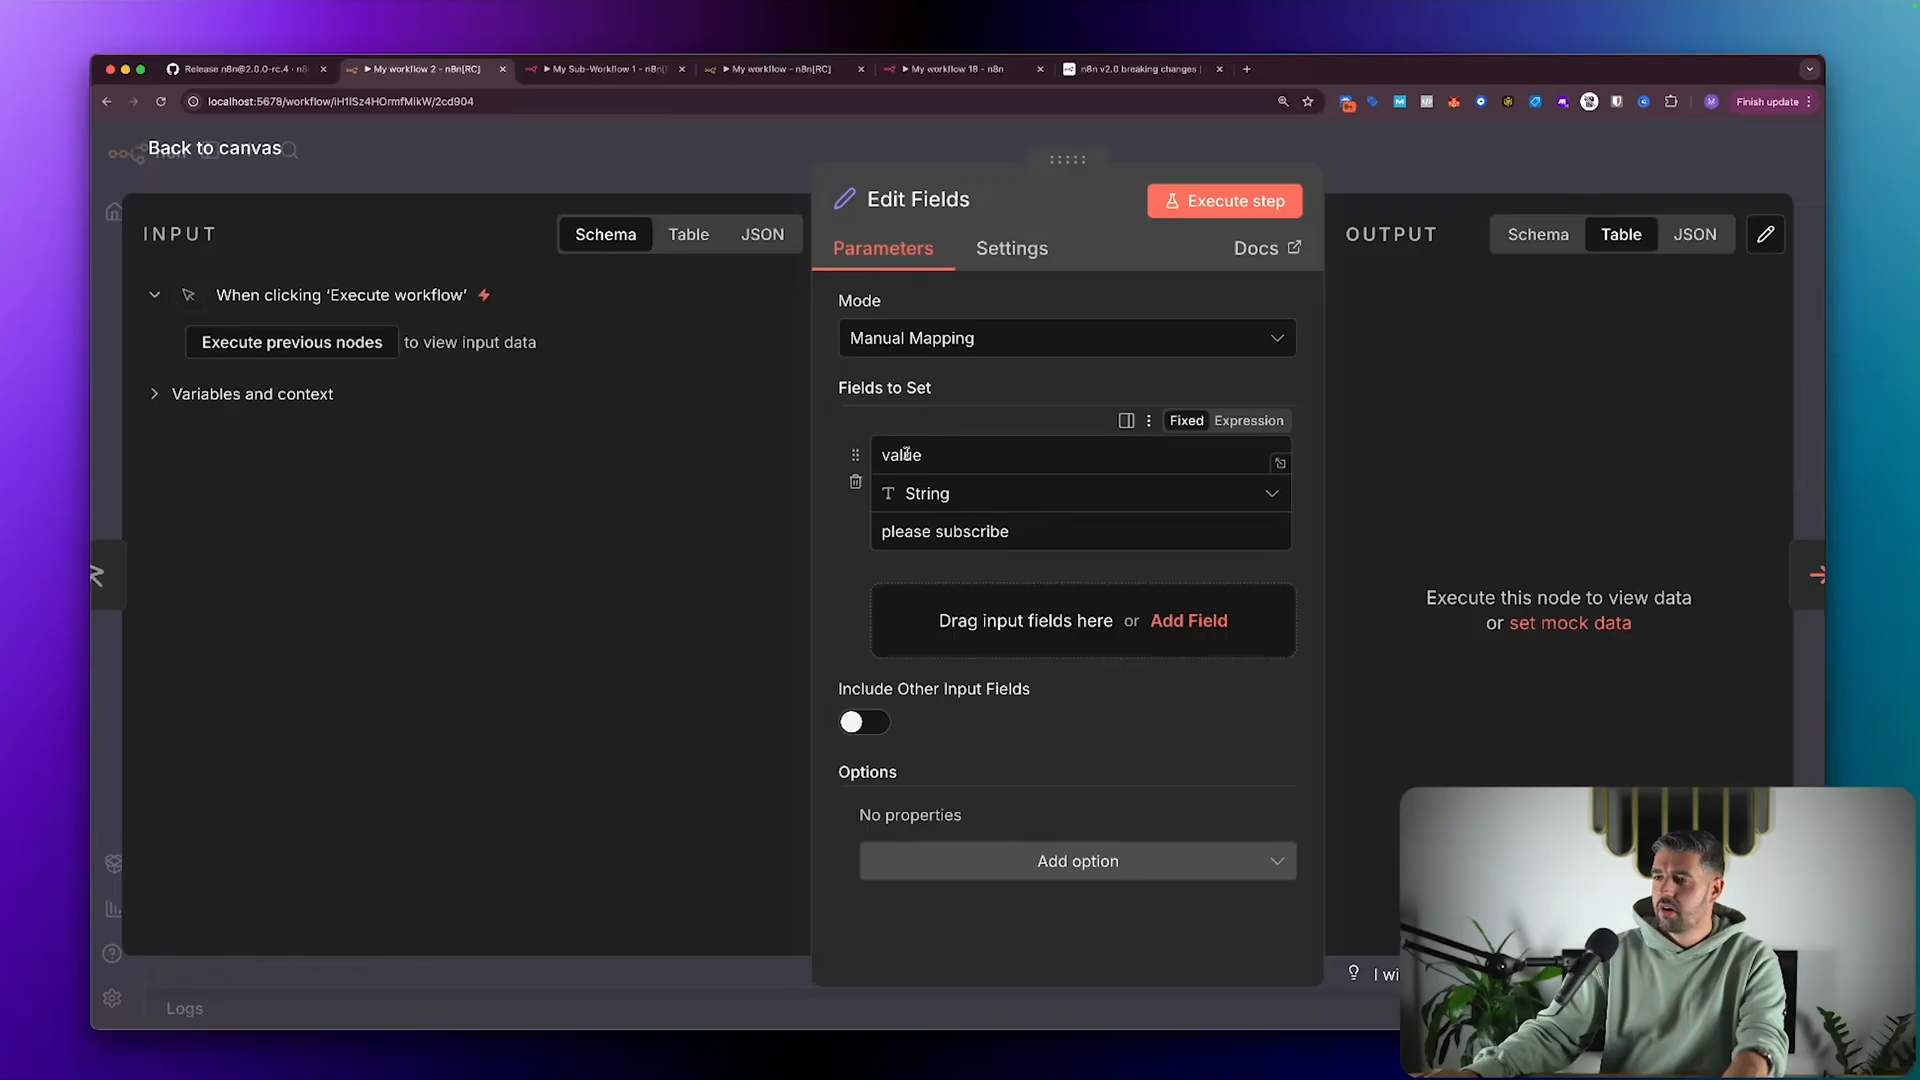 Release n8n@2.0.0-rc.4 · n8
▶ My workflow 2 - n8n[RC]
▶ My Sub-Workflow 1 - n8n[
▶ My workflow - n8n[RC]
▶ My workflow 18 - n8n
n8n v2.0 breaking changes |
localhost:5678/workflow/iH1lSz4HOrmfMikW/2cd904
M
Finish update
Back to canvas
INPUT
Schema
Table
JSON
When clicking ‘Execute workflow’
Execute previous nodes to view input data
Variables and context
Edit Fields
Execute step
Parameters
Settings
Docs
Mode
Manual Mapping
Fields to Set
Fixed
Expression
value
T String
please subscribe
Drag input fields here or Add Field
Include Other Input Fields
Options
No properties
Add option
OUTPUT
Schema
Table
JSON
Execute this node to view data
or set mock data
I wi
Logs